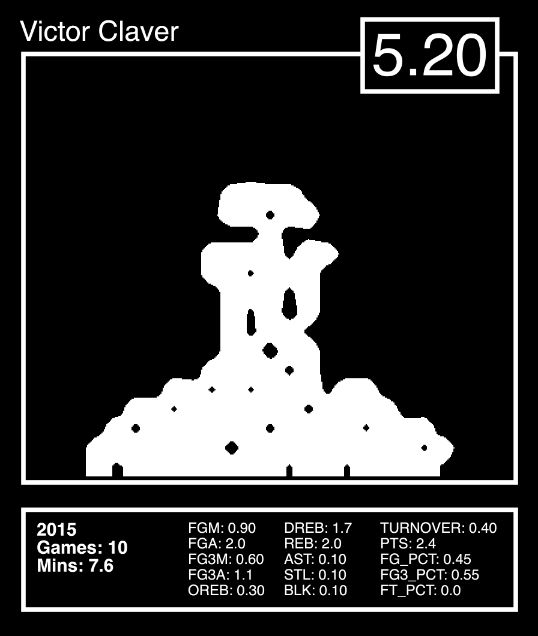 Victor Claver
5.20
2015
Games: 10
Mins: 7.6
FGM: 0.90
FGA: 2.0
FG3M: 0.60
FG3A: 1.1
OREB: 0.30
DREB: 1.7
REB: 2.0
AST: 0.10
STL: 0.10
BLK: 0.10
TURNOVER: 0.40
PTS: 2.4
FG_PCT: 0.45
FG3_PCT: 0.55
FT_PCT: 0.0